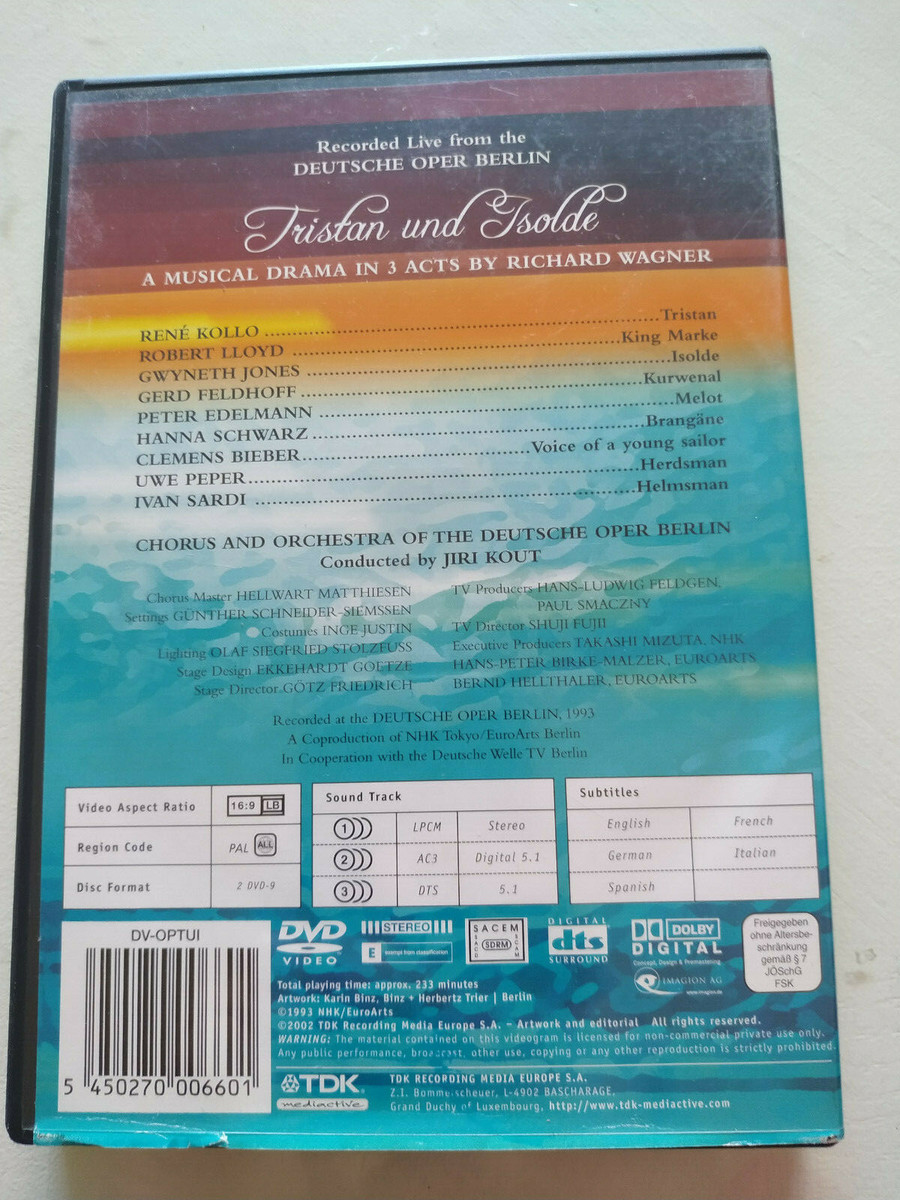 Recorded Live from the
DEUTSCHE OPER BERLIN
Tristan und Isolde
A MUSICAL DRAMA IN 3 ACTS BY RICHARD WAGNER
RENÉ KOLLO ............ Tristan
ROBERT LLOYD ............ King Marke
GWYNETH JONES ............ Isolde
GERD FELDHOFF ............ Kurwenal
PETER EDELMANN ............ Melot
HANNA SCHWARZ ............ Brangäne
CLEMENS BIEBER ............ Voice of a young sailor
UWE PEPER ............ Herdsman
IVAN SARDI ............ Helmsman
CHORUS AND ORCHESTRA OF THE DEUTSCHE OPER BERLIN
Conducted by JIRI KOUT
Chorus Master HELLWART MATTHIESEN
Settings GÜNTHER SCHNEIDER-SIEMSSEN
Costumes INGE JUSTIN
Lighting OLAF SIEGFRIED STOLZFUSS
Stage Design EKKEHARDT GOETZE
Stage Director GÖTZ FRIEDRICH
TV Producers HANS-LUDWIG FELDGEN,
PAUL SMACZNY
TV Director SHUJI FUJII
Executive Producers TAKASHI MIZUTA, NHK
HANS-PETER BIRKE-MALZER, EUROARTS
BERND HELLTHALER, EUROARTS
Recorded at the DEUTSCHE OPER BERLIN, 1993
A Coproduction of NHK Tokyo/EuroArts Berlin
In Cooperation with the Deutsche Welle TV Berlin
Video Aspect Ratio 16:9 LB
Region Code PAL ALL
Disc Format 2 DVD-9
Sound Track
1 LPCM Stereo
2 AC3 Digital 5.1
3 DTS 5.1
Subtitles
English French
German Italian
Spanish
DV-OPTUI
5 450270 006601
DVD VIDEO
STEREO
E exempt from classification
SACEM
SACD SDRM SCAM
DIGITAL dts SURROUND
DOLBY DIGITAL
Concept, Design & Premastering
IMAGION AG
www.imagion.de
Freigegeben
ohne Altersbe-
schränkung
gemäß § 7
JÖSchG
FSK
Total playing time: approx. 233 minutes
Artwork: Karin Binz, Binz + Herbertz Trier | Berlin
©1993 NHK/EuroArts
©2002 TDK Recording Media Europe S.A. – Artwork and editorial All rights reserved.
WARNING: The material contained on this videogram is licensed for non-commercial private use only.
Any public performance, broadcast, other use, copying or any other reproduction is strictly prohibited.
TDK
mediactive
TDK RECORDING MEDIA EUROPE S.A.
Z.I. Bommelscheuer, L-4902 BASCHARAGE,
Grand Duchy of Luxembourg, http://www.tdk-mediactive.com